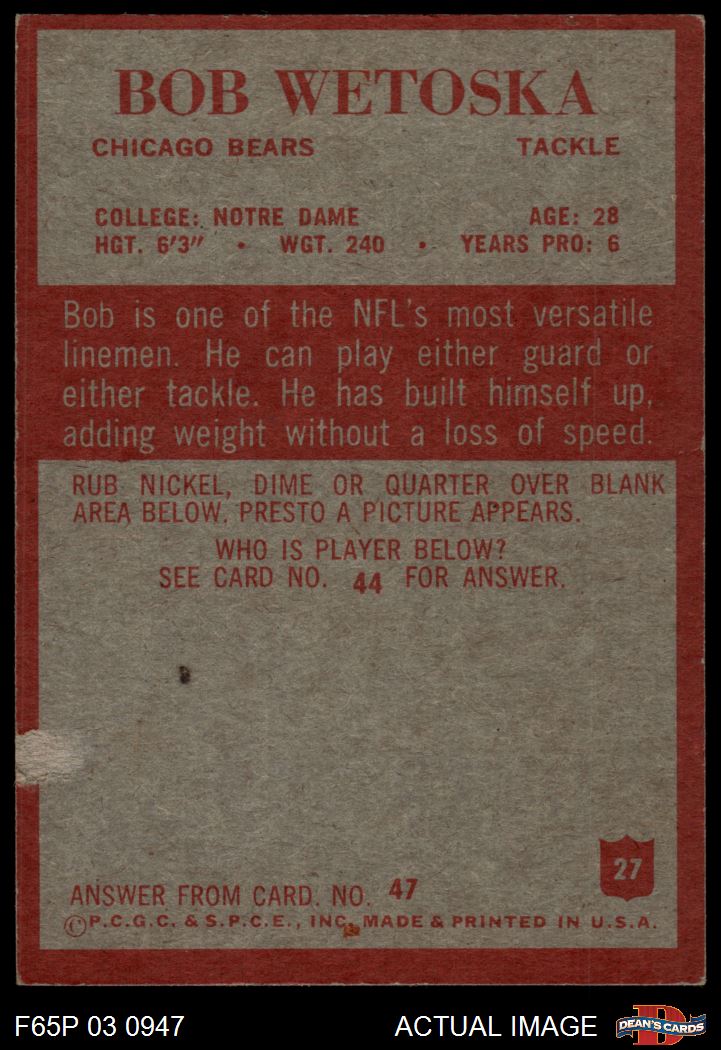 BOB WETOSKA
CHICAGO BEARS TACKLE
COLLEGE: NOTRE DAME AGE: 28
HGT. 6'3" • WGT. 240 • YEARS PRO: 6
Bob is one of the NFL's most versatile
linemen. He can play either guard or
either tackle. He has built himself up,
adding weight without a loss of speed.
RUB NICKEL, DIME OR QUARTER OVER BLANK
AREA BELOW. PRESTO A PICTURE APPEARS.
WHO IS PLAYER BELOW?
SEE CARD NO. 44 FOR ANSWER.
27
ANSWER FROM CARD. NO. 47
©P.C.G.C. & S.P.C.E., INC. MADE & PRINTED IN U.S.A.
F65P 03 0947 ACTUAL IMAGE D DEAN'S CARDS